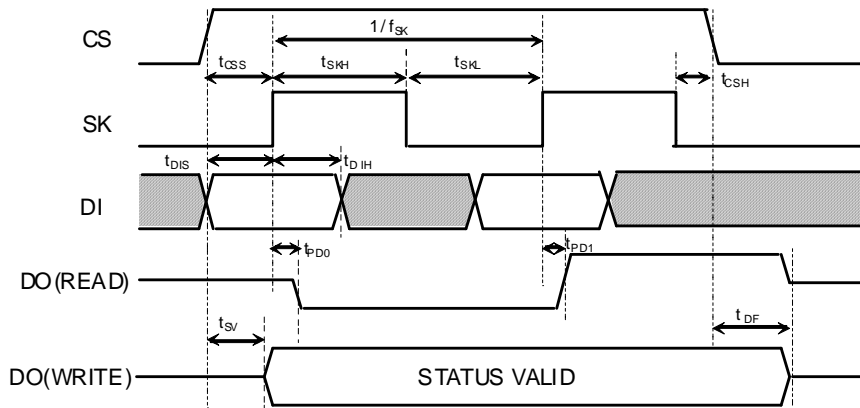 CS
1/fSK
tCSS
tSKH
tSKL
tCSH
SK
tDIS
tDIH
DI
tPD0
tPD1
DO(READ)
tSV
tDF
DO(WRITE)
STATUS VALID